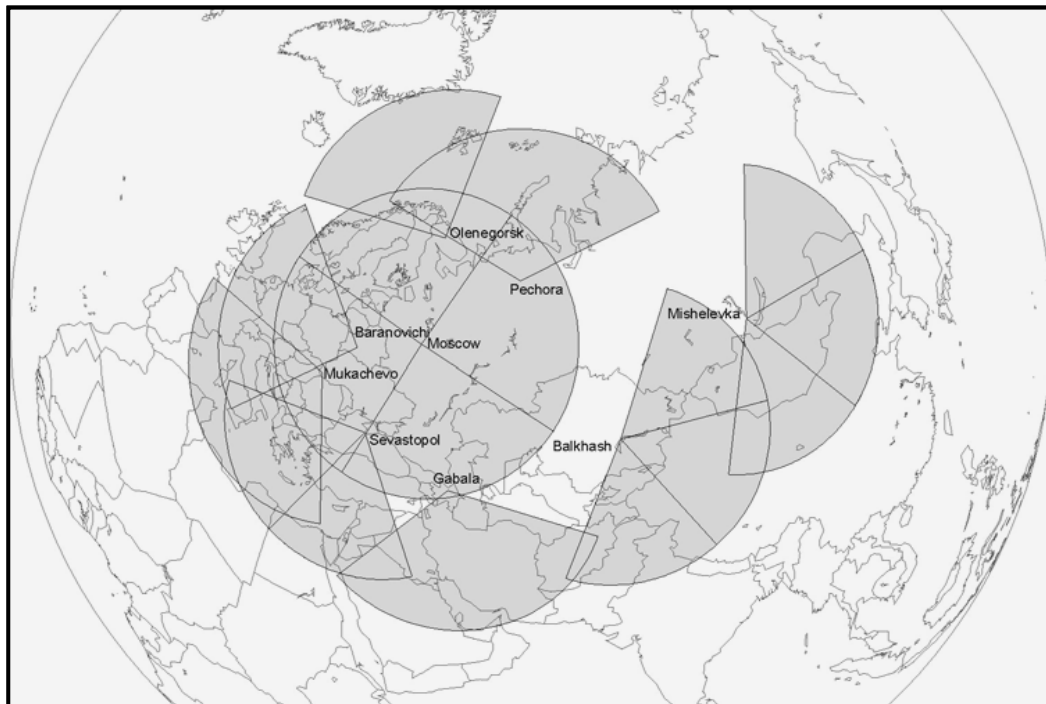 Olenegorsk
Pechora
Mishelevka
Baranovichi
Moscow
Mukachevo
Sevastopol
Balkhash
Gabala